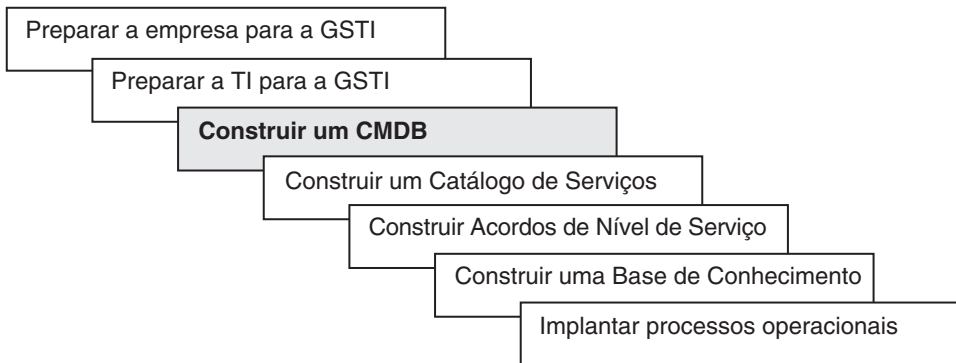 Preparar a empresa para a GSTI
Preparar a TI para a GSTI
Construir um CMDB
Construir um Catálogo de Serviços
Construir Acordos de Nível de Serviço
Construir uma Base de Conhecimento
Implantar processos operacionais